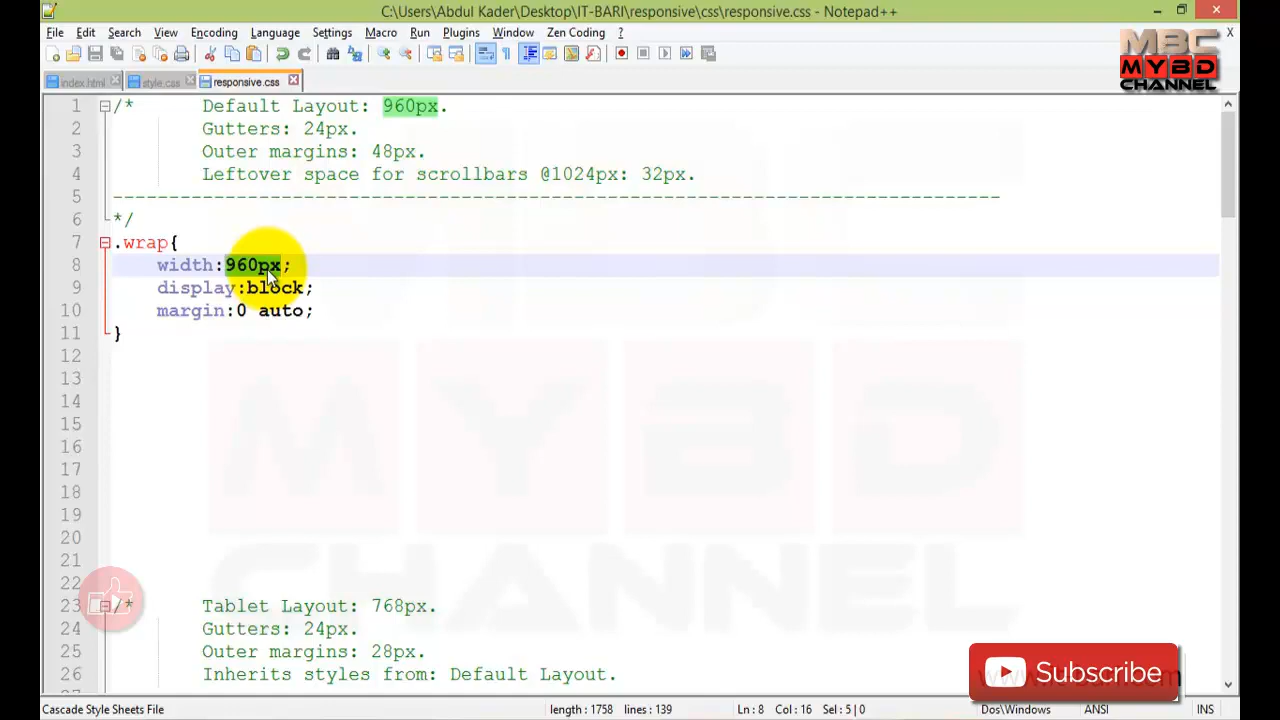 C:\Users\Abdul Kader\Desktop\IT-BARI\responsive\css\responsive.css - Notepad++
File Edit Search View Encoding Language Settings Macro Run Plugins Window Zen Coding ? X
MBC
MYBD
CHANNEL
index.html style.css responsive.css
1 /* Default Layout: 960px.
2 Gutters: 24px.
3 Outer margins: 48px.
4 Leftover space for scrollbars @1024px: 32px.
5 -------------------------------------------------------------------------------
6 */
7 .wrap{
8 width:960px;
9 display:block;
10 margin:0 auto;
11 }
12
13
14
15
16
17
18
19
20
21
22
23 /* Tablet Layout: 768px.
24 Gutters: 24px.
25 Outer margins: 28px.
26 Inherits styles from: Default Layout.
MYBD
CHANNEL
Subscribe
Cascade Style Sheets File length : 1758 lines : 139 Ln : 8 Col : 16 Sel : 5 | 0 Dos\Windows ANSI INS